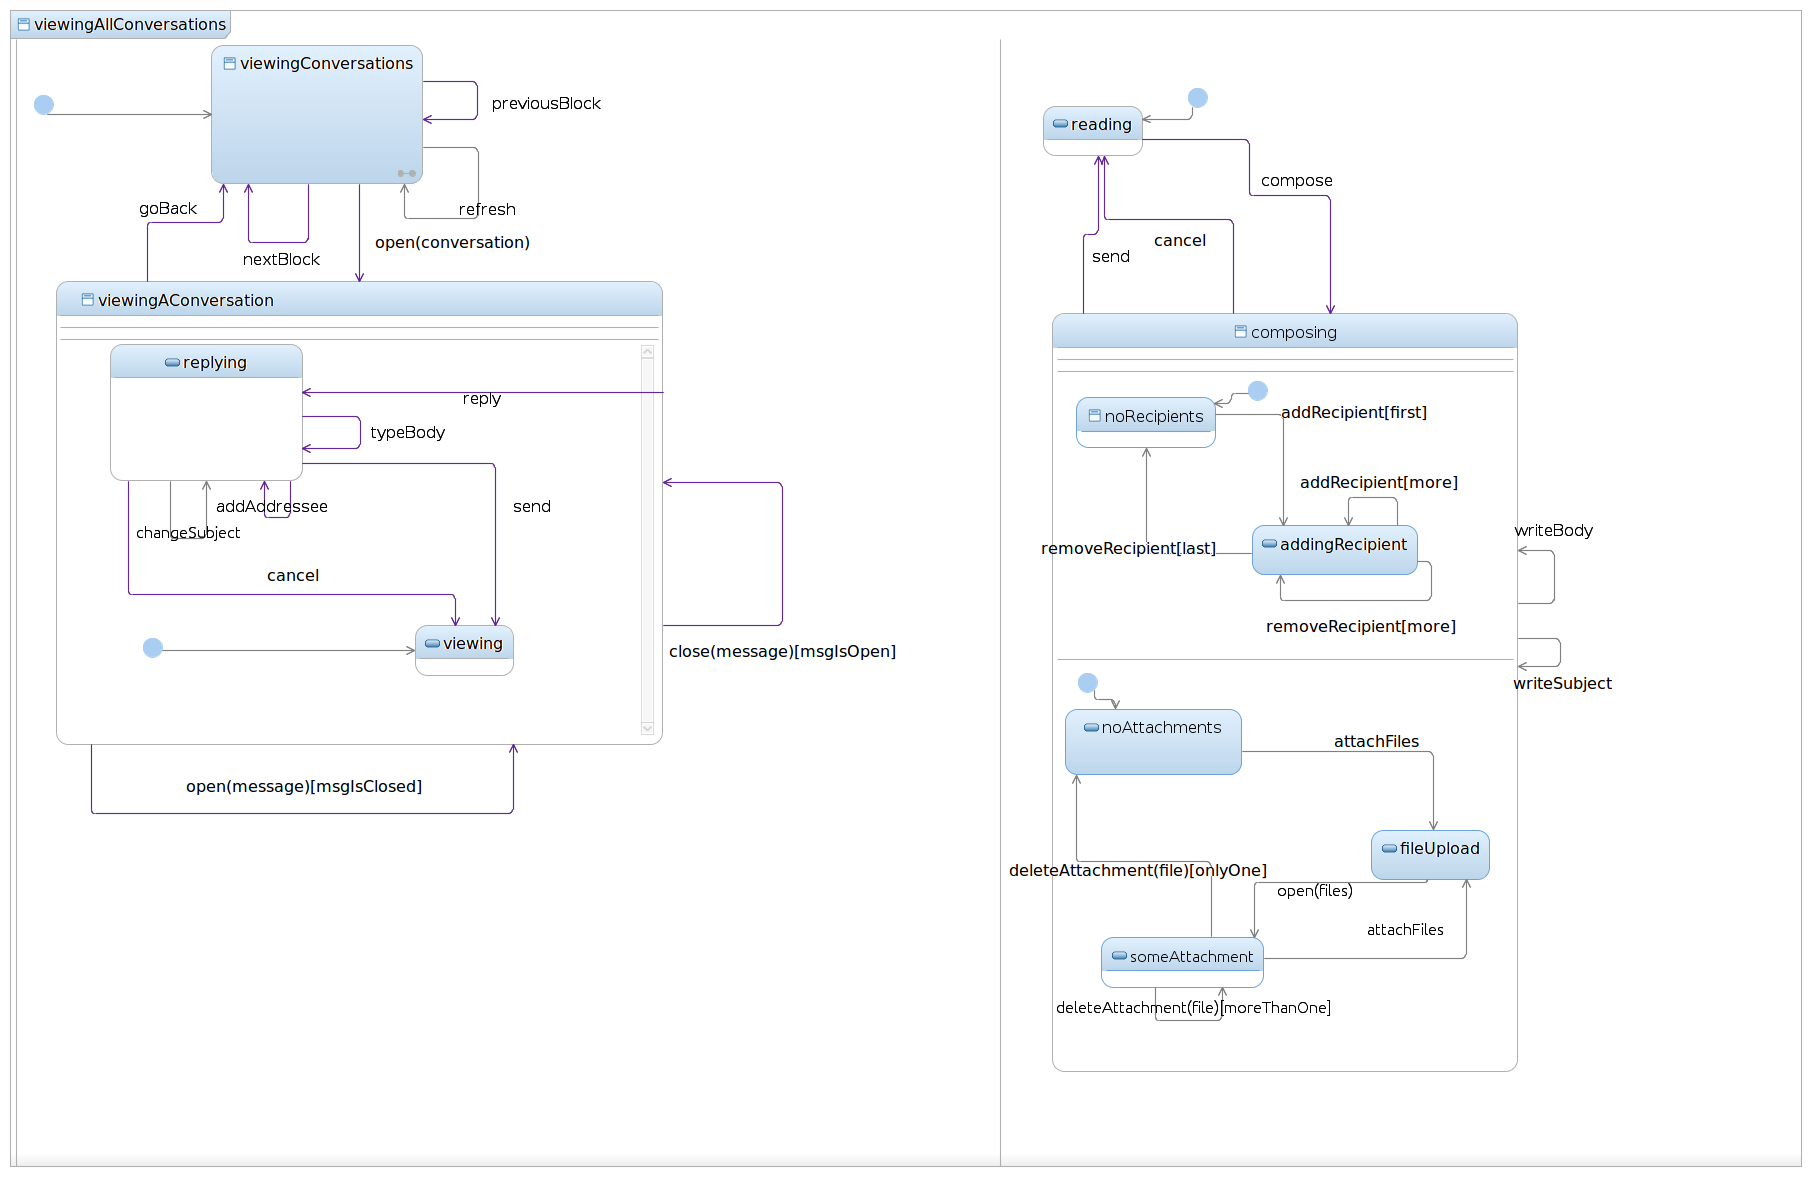 viewingAllConversations
viewingConversations
previousBlock
refresh
goBack
nextBlock
open(conversation)
viewingAConversation
replying
reply
typeBody
send
addAddressee
changeSubject
cancel
viewing
close(message)[msgIsOpen]
open(message)[msgIsClosed]
reading
compose
send
cancel
composing
noRecipients
addRecipient[first]
addRecipient[more]
addingRecipient
removeRecipient[last]
removeRecipient[more]
writeBody
writeSubject
noAttachments
attachFiles
fileUpload
deleteAttachment(file)[onlyOne]
open(files)
attachFiles
someAttachment
deleteAttachment(file)[moreThanOne]